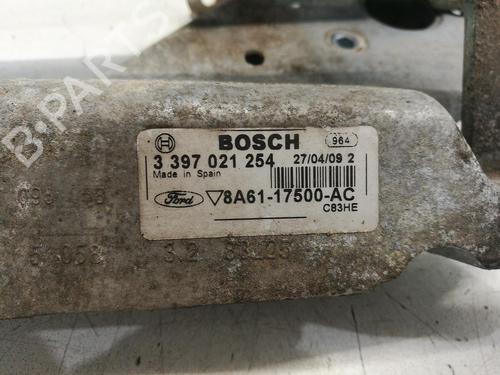 B-PARTS
BOSCH
964
3 397 021 254 27/04/09 2
Made in Spain
Ford ▽8A61-17500-AC
C83HE